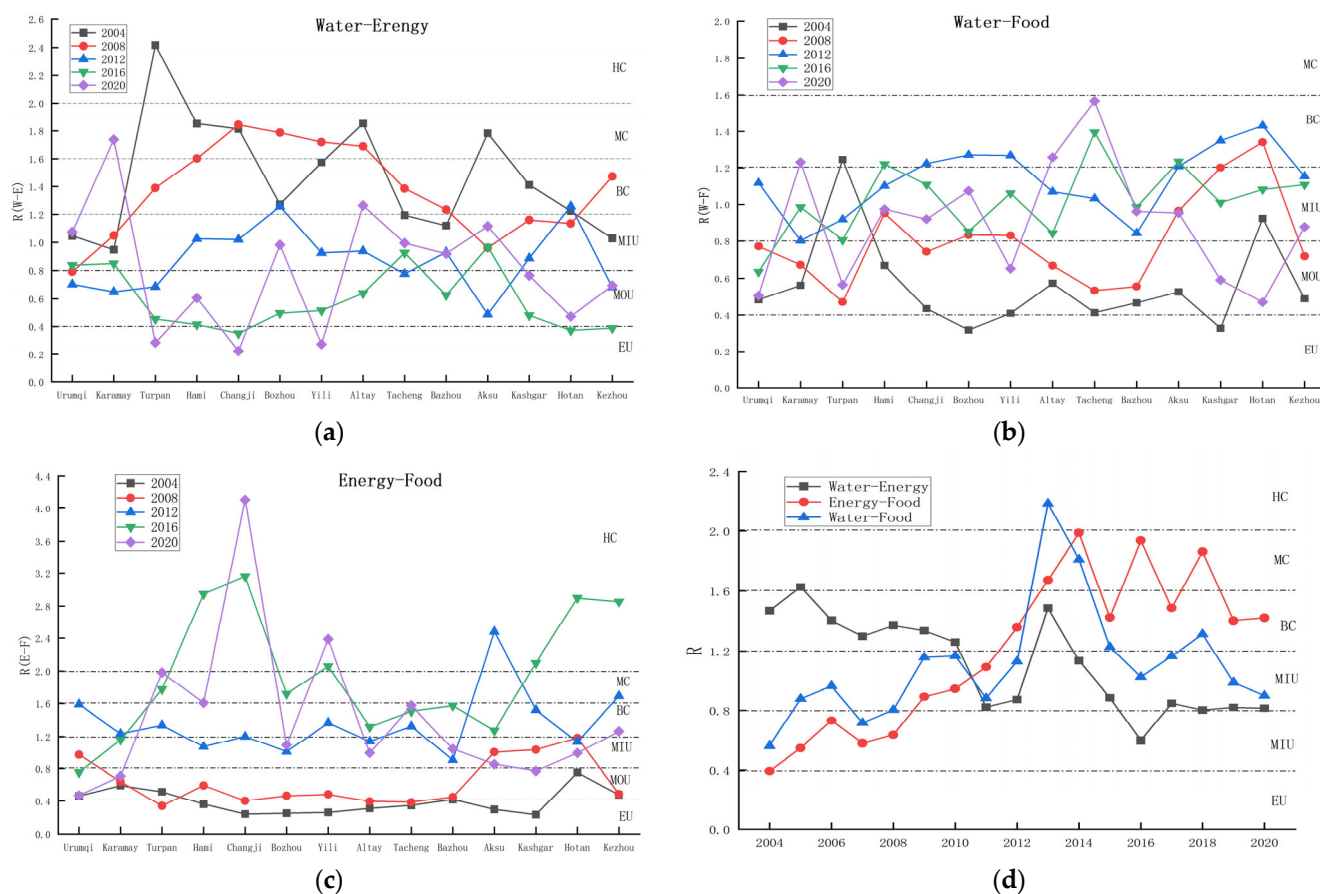 Water-Erengy
2004
2008
2012
2016
2020
R(W-E)
2.6
2.4
2.2
2.0
1.8
1.6
1.4
1.2
1.0
0.8
0.6
0.4
0.2
0.0
HC
MC
BC
MIU
MOU
EU
Urumqi Karamay Turpan Hami Changji Bozhou Yili Altay Tacheng Bazhou Aksu Kashgar Hotan Kezhou
(a)
Water-Food
2004
2008
2012
2016
2020
R(W-F)
2.0
1.8
1.6
1.4
1.2
1.0
0.8
0.6
0.4
0.2
0.0
MC
BC
MIU
MOU
EU
Urumqi Karamay Turpan Hami Changji Bozhou Yili Altay Tacheng Bazhou Aksu Kashgar Hotan Kezhou
(b)
Energy-Food
2004
2008
2012
2016
2020
R(E-F)
4.4
4.0
3.6
3.2
2.8
2.4
2.0
1.6
1.2
0.8
0.4
0.0
HC
MC
BC
MIU
MOU
EU
Urumqi Karamay Turpan Hami Changji Bozhou Yili Altay Tacheng Bazhou Aksu Kashgar Hotan Kezhou
(c)
Water-Energy
Energy-Food
Water-Food
R
2.4
2.0
1.6
1.2
0.8
0.4
0.0
HC
MC
BC
MIU
MIU
EU
2004 2006 2008 2010 2012 2014 2016 2018 2020
(d)